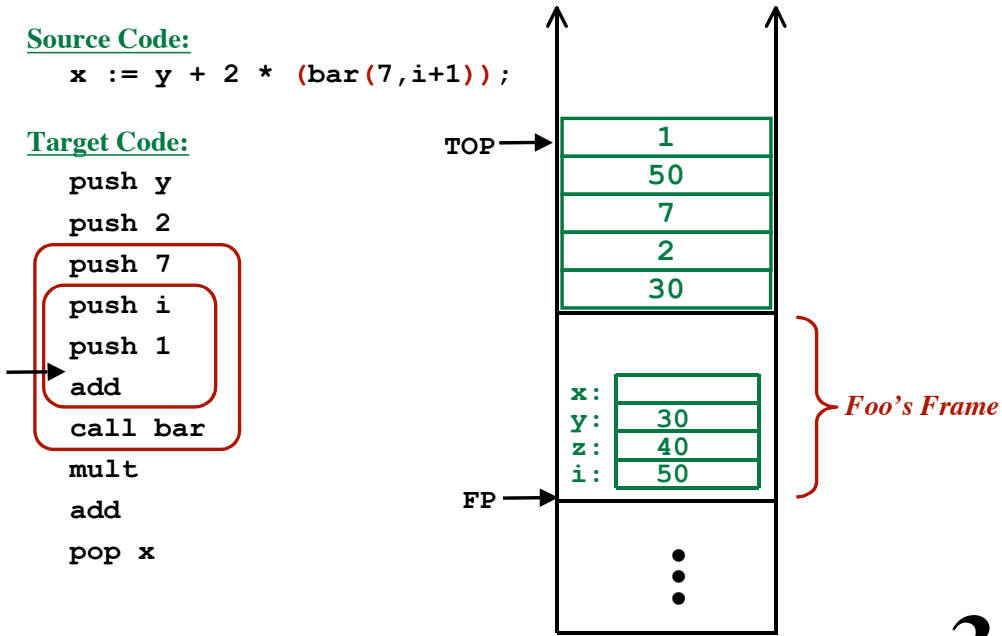 Source Code:
x := y + 2 * (bar(7,i+1));
Target Code:
push y
push 2
push 7
push i
push 1
add
call bar
mult
add
pop x
TOP
1
50
7
2
30
x:
y: 30
z: 40
i: 50
FP
Foo's Frame